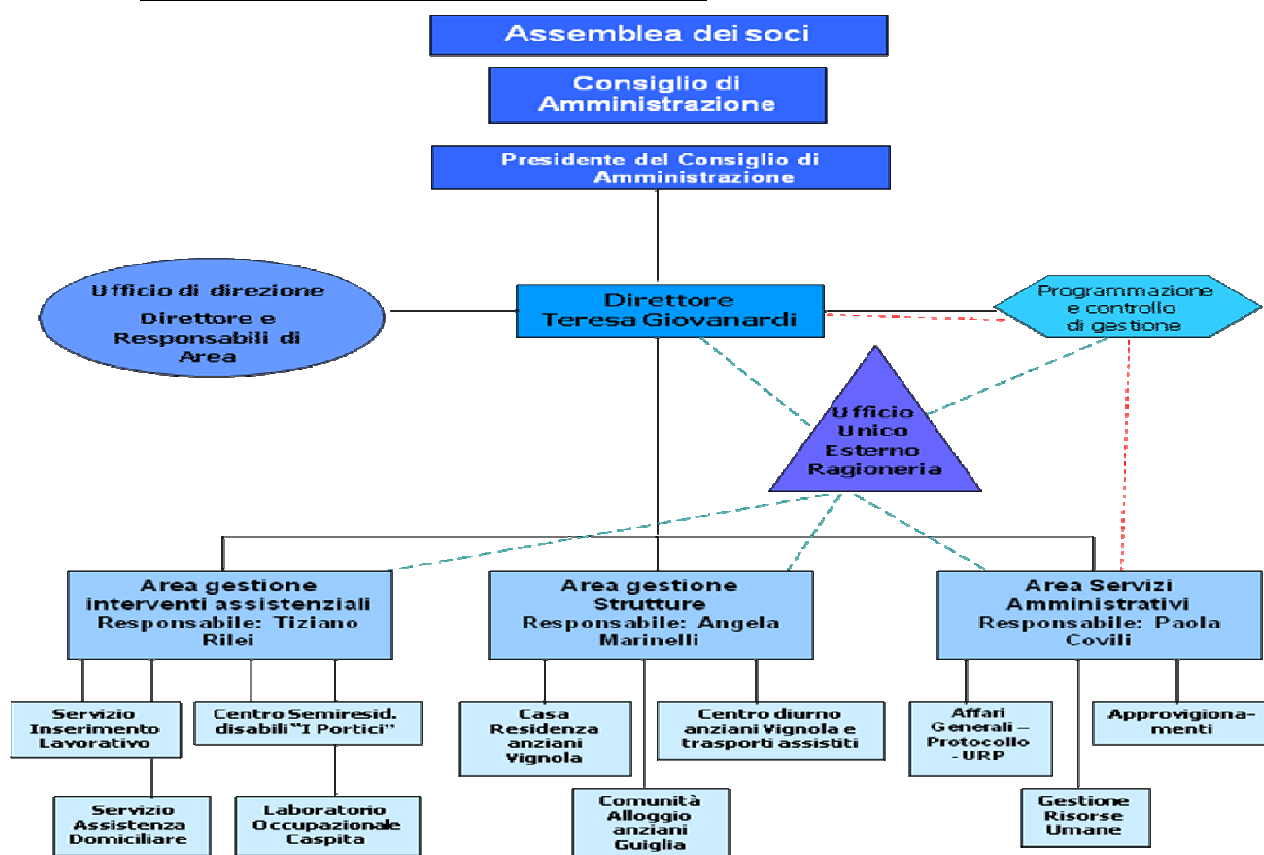 Assemblea dei soci
Consiglio di
Amministrazione
Presidente del Consiglio di
Amministrazione
Ufficio di direzione
Direttore e
Responsabili di
Area
Direttore
Teresa Giovanardi
Programmazione
e controllo
di gestione
Ufficio
Unico
Esterno
Ragioneria
Area gestione
interventi assistenziali
Responsabile: Tiziano
Rilei
Area gestione
Strutture
Responsabile: Angela
Marinelli
Area Servizi
Amministrativi
Responsabile: Paola
Covili
Servizio
Inserimento
Lavorativo
Centro Semiresid.
disabili "I Portici"
Casa
Residenza
anziani
Vignola
Centro diurno
anziani Vignola e
trasporti assistiti
Affari
Generali –
Protocollo
- URP
Approvigiona-
menti
Servizio
Assistenza
Domiciliare
Laboratorio
Occupazionale
Caspita
Comunità
Alloggio
anziani
Guiglia
Gestione
Risorse
Umane